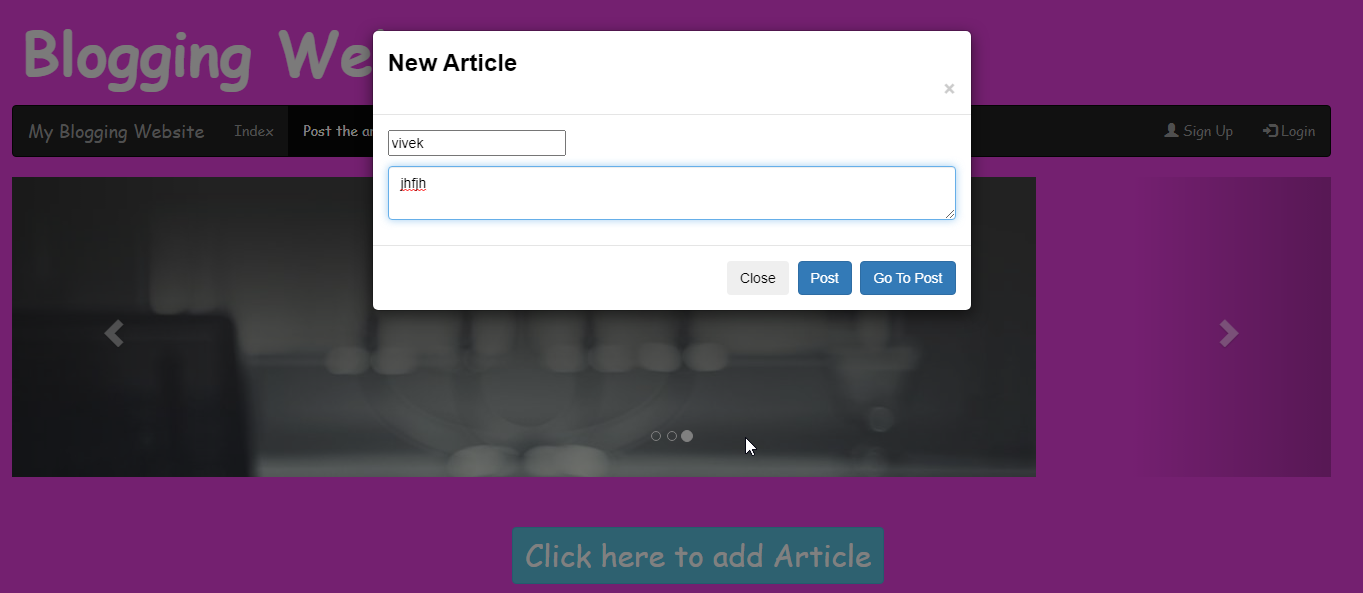 Blogging We
New Article
×
My Blogging Website Index Post the ar Sign Up Login
vivek
jhfjh
Close Post Go To Post
Click here to add Article